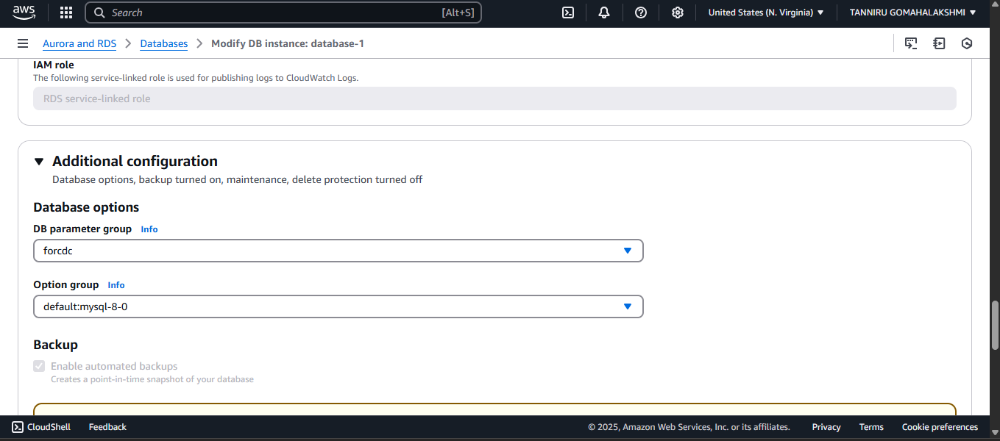 aws
Search [Alt+S]
United States (N. Virginia)
TANNIRU GOMAHALAKSHMI
Aurora and RDS > Databases > Modify DB instance: database-1
IAM role
The following service-linked role is used for publishing logs to CloudWatch Logs.
RDS service-linked role
Additional configuration
Database options, backup turned on, maintenance, delete protection turned off
Database options
DB parameter group Info
forcdc
Option group Info
default:mysql-8-0
Backup
Enable automated backups
Creates a point-in-time snapshot of your database
CloudShell Feedback © 2025, Amazon Web Services, Inc. or its affiliates. Privacy Terms Cookie preferences